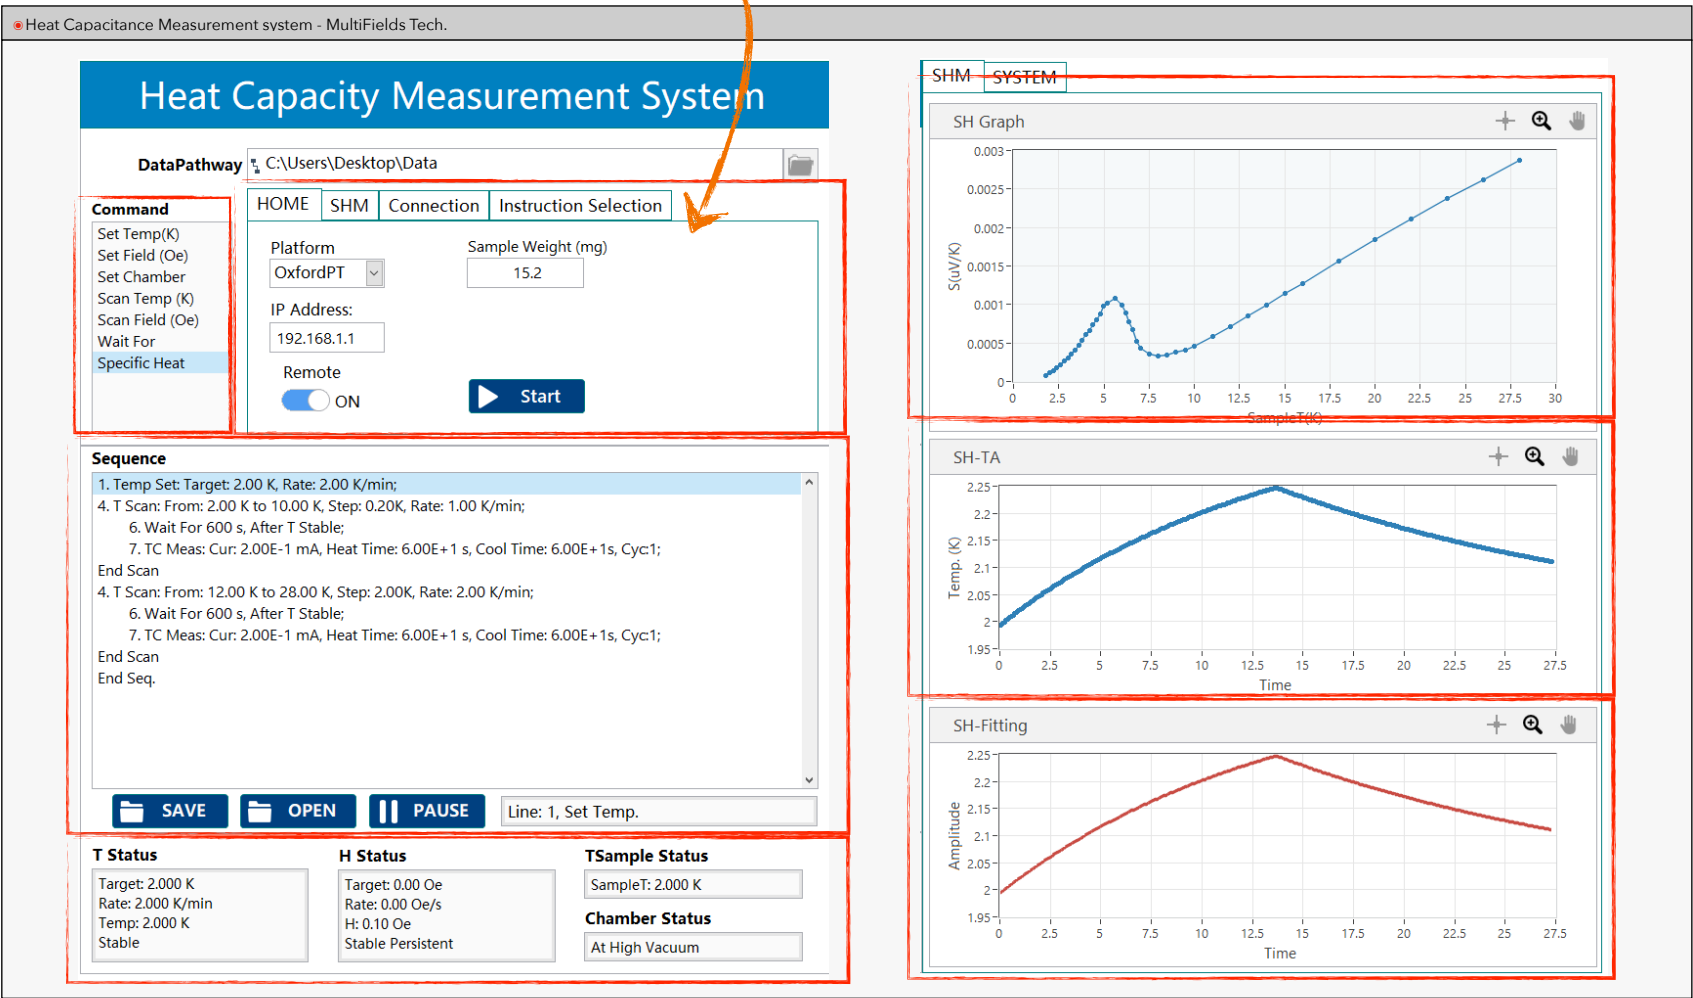 Heat Capacitance Measurement system - MultiFields Tech.
Heat Capacity Measurement System
DataPathway C:\Users\Desktop\Data
Command
Set Temp(K)
Set Field (Oe)
Set Chamber
Scan Temp (K)
Scan Field (Oe)
Wait For
Specific Heat
HOME SHM Connection Instruction Selection
Platform
OxfordPT
Sample Weight (mg)
15.2
IP Address:
192.168.1.1
Remote
ON
Start
Sequence
1. Temp Set: Target: 2.00 K, Rate: 2.00 K/min;
4. T Scan: From: 2.00 K to 10.00 K, Step: 0.20K, Rate: 1.00 K/min;
6. Wait For 600 s, After T Stable;
7. TC Meas: Cur: 2.00E-1 mA, Heat Time: 6.00E+1 s, Cool Time: 6.00E+1s, Cyc:1;
End Scan
4. T Scan: From: 12.00 K to 28.00 K, Step: 2.00K, Rate: 2.00 K/min;
6. Wait For 600 s, After T Stable;
7. TC Meas: Cur: 2.00E-1 mA, Heat Time: 6.00E+1 s, Cool Time: 6.00E+1s, Cyc:1;
End Scan
End Seq.
SAVE OPEN PAUSE Line: 1, Set Temp.
T Status
Target: 2.000 K
Rate: 2.000 K/min
Temp: 2.000 K
Stable
H Status
Target: 0.00 Oe
Rate: 0.00 Oe/s
H: 0.10 Oe
Stable Persistent
TSample Status
SampleT: 2.000 K
Chamber Status
At High Vacuum
SHM SYSTEM
SH Graph
S(uV/K)
0.003
0.0025
0.002
0.0015
0.001
0.0005
0
0 2.5 5 7.5 10 12.5 15 17.5 20 22.5 25 27.5 30
SampleT(K)
SH-TA
Temp. (K)
2.25
2.2
2.15
2.1
2.05
2
1.95
0 2.5 5 7.5 10 12.5 15 17.5 20 22.5 25 27.5
Time
SH-Fitting
Amplitude
2.25
2.2
2.15
2.1
2.05
2
1.95
0 2.5 5 7.5 10 12.5 15 17.5 20 22.5 25 27.5
Time